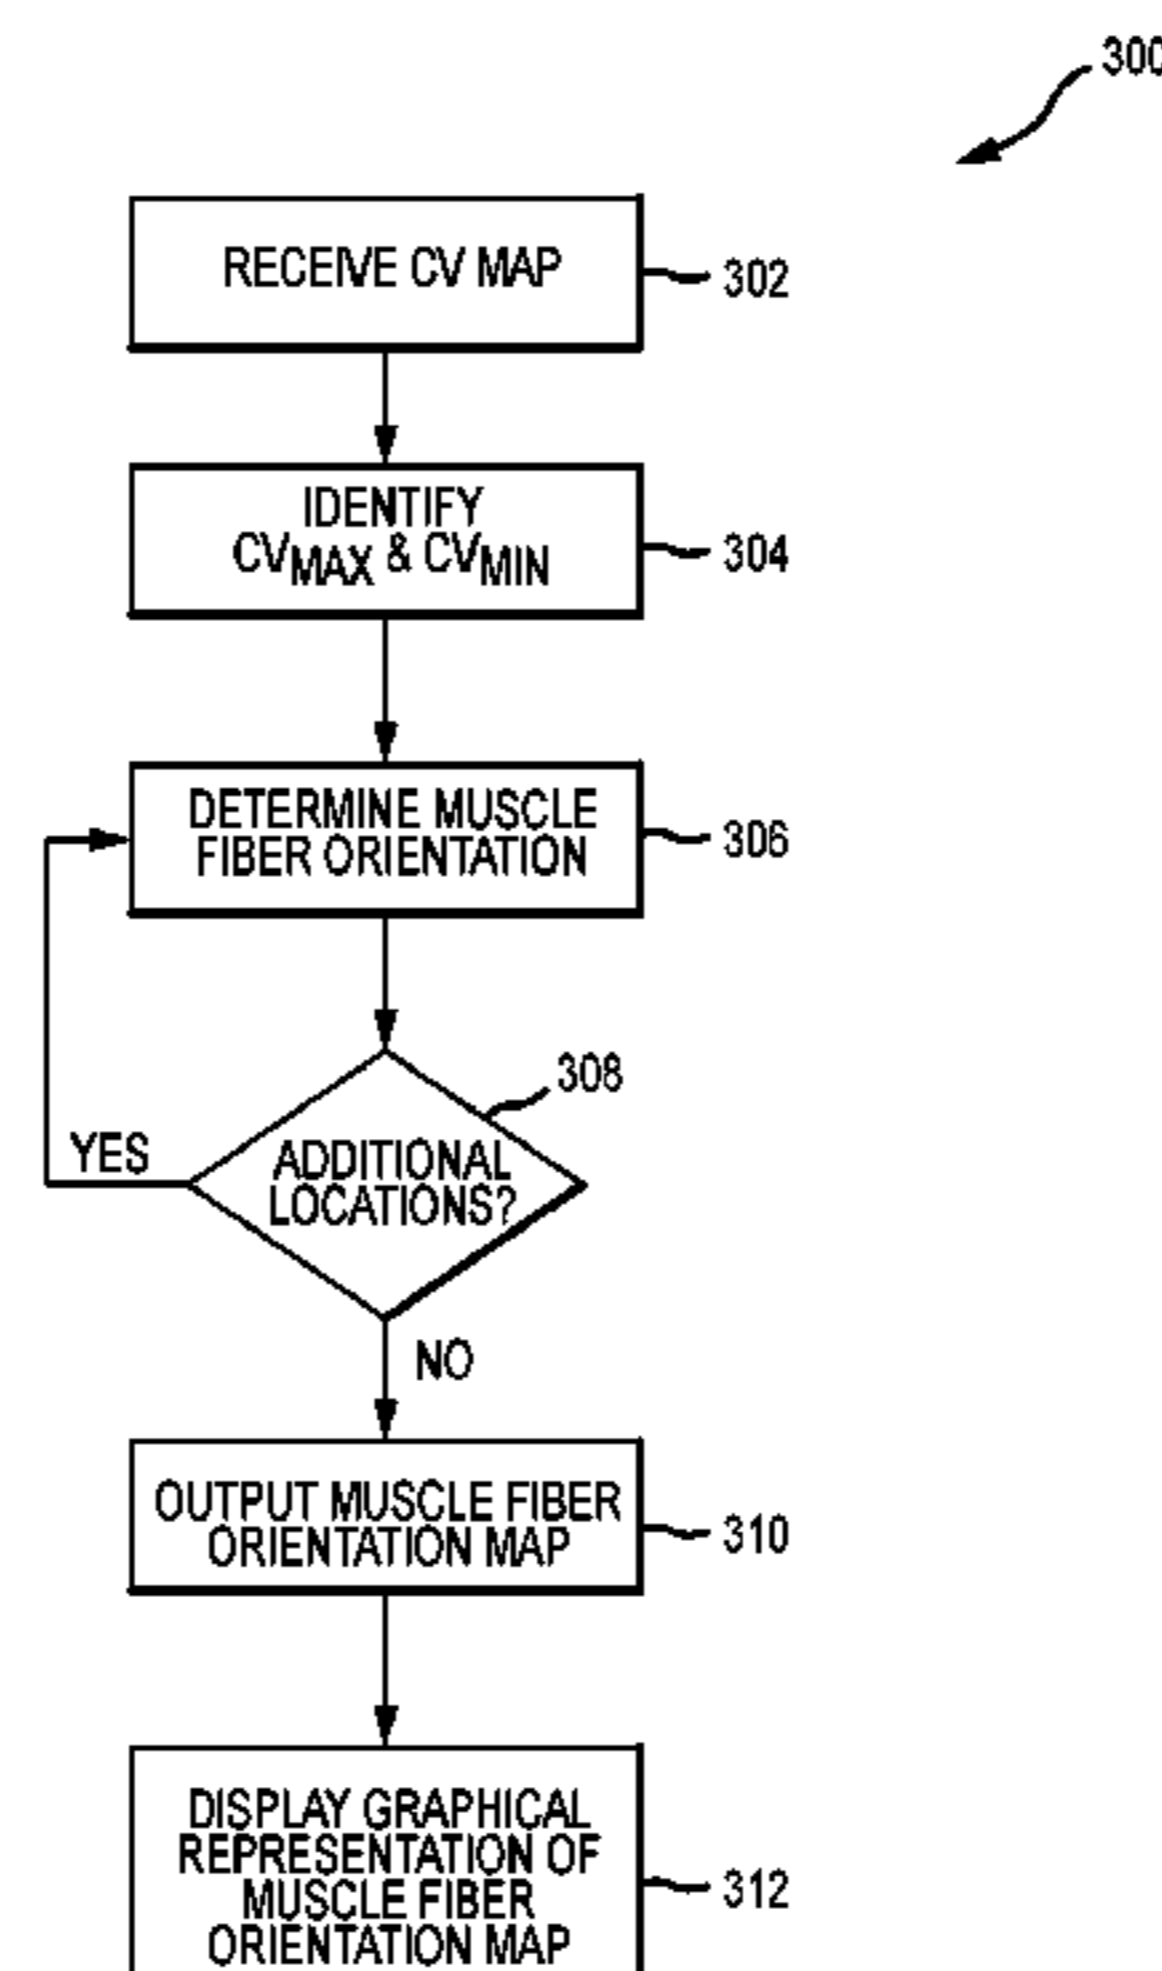 300
RECEIVE CV MAP
302
IDENTIFY
CVMAX & CVMIN
304
DETERMINE MUSCLE
FIBER ORIENTATION
306
308
ADDITIONAL
LOCATIONS?
YES
NO
OUTPUT MUSCLE FIBER
ORIENTATION MAP
310
DISPLAY GRAPHICAL
REPRESENTATION OF
MUSCLE FIBER
ORIENTATION MAP
312